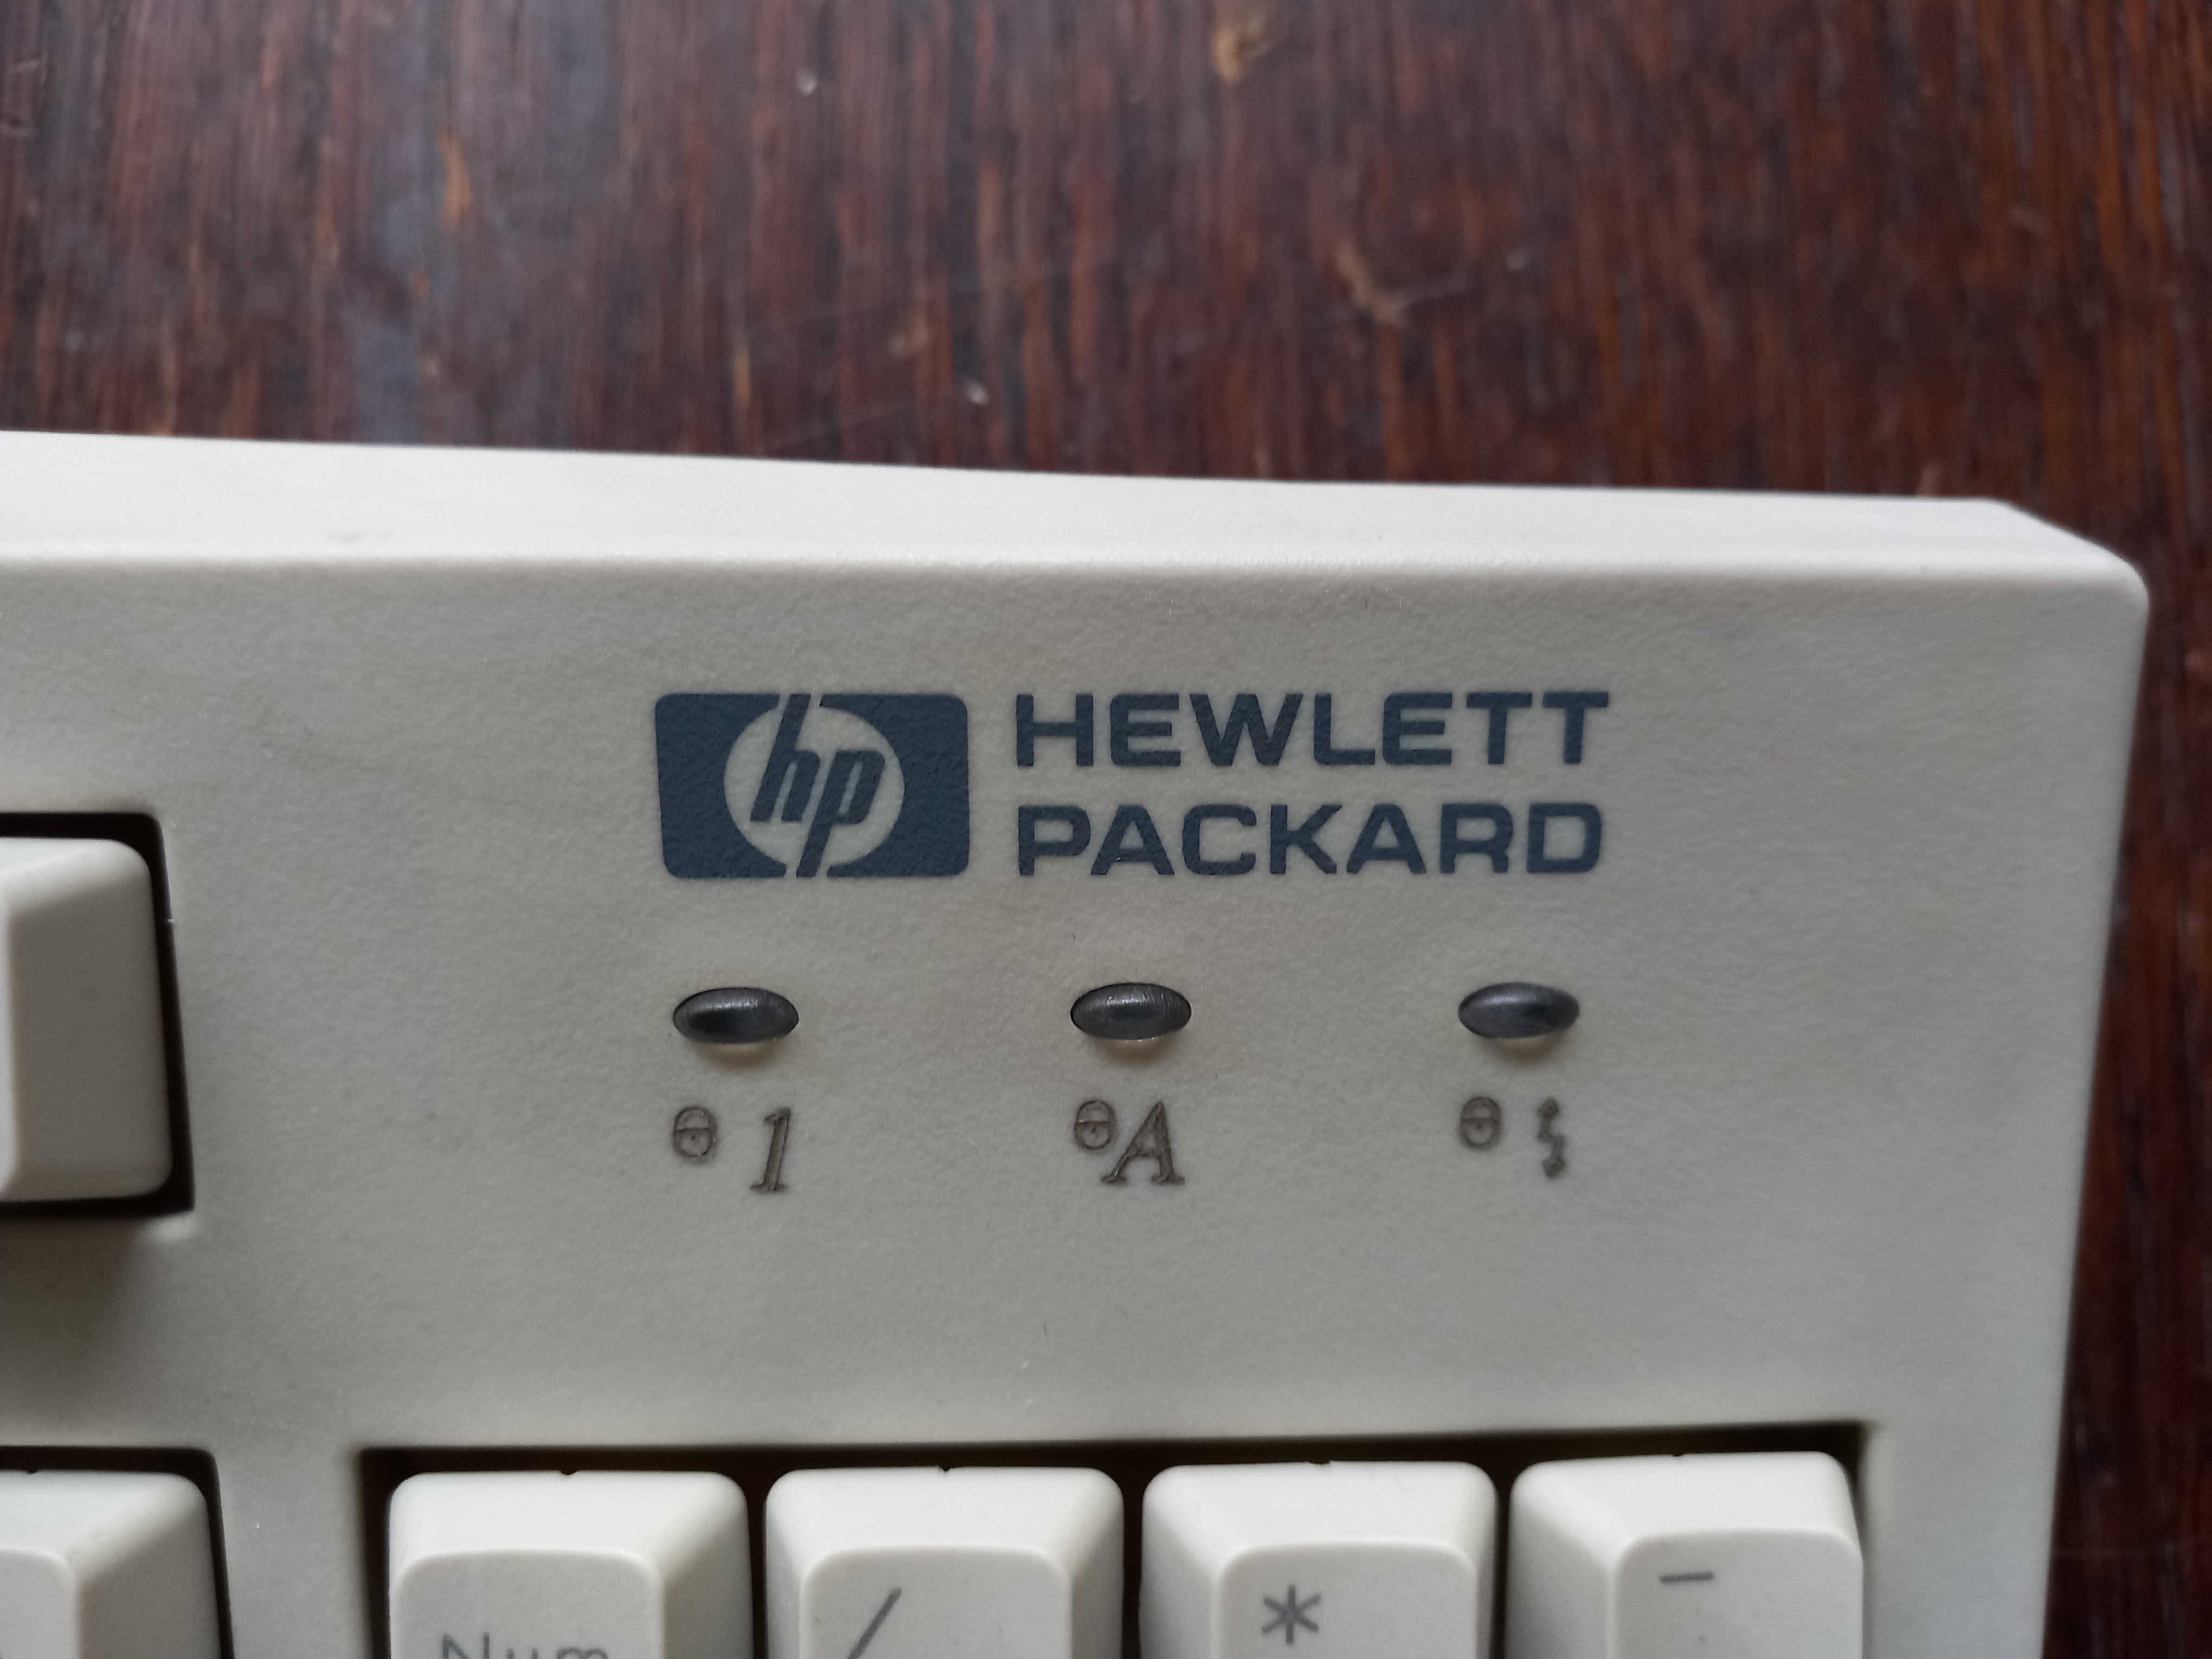 hp HEWLETT
PACKARD
1 A
Num / * -